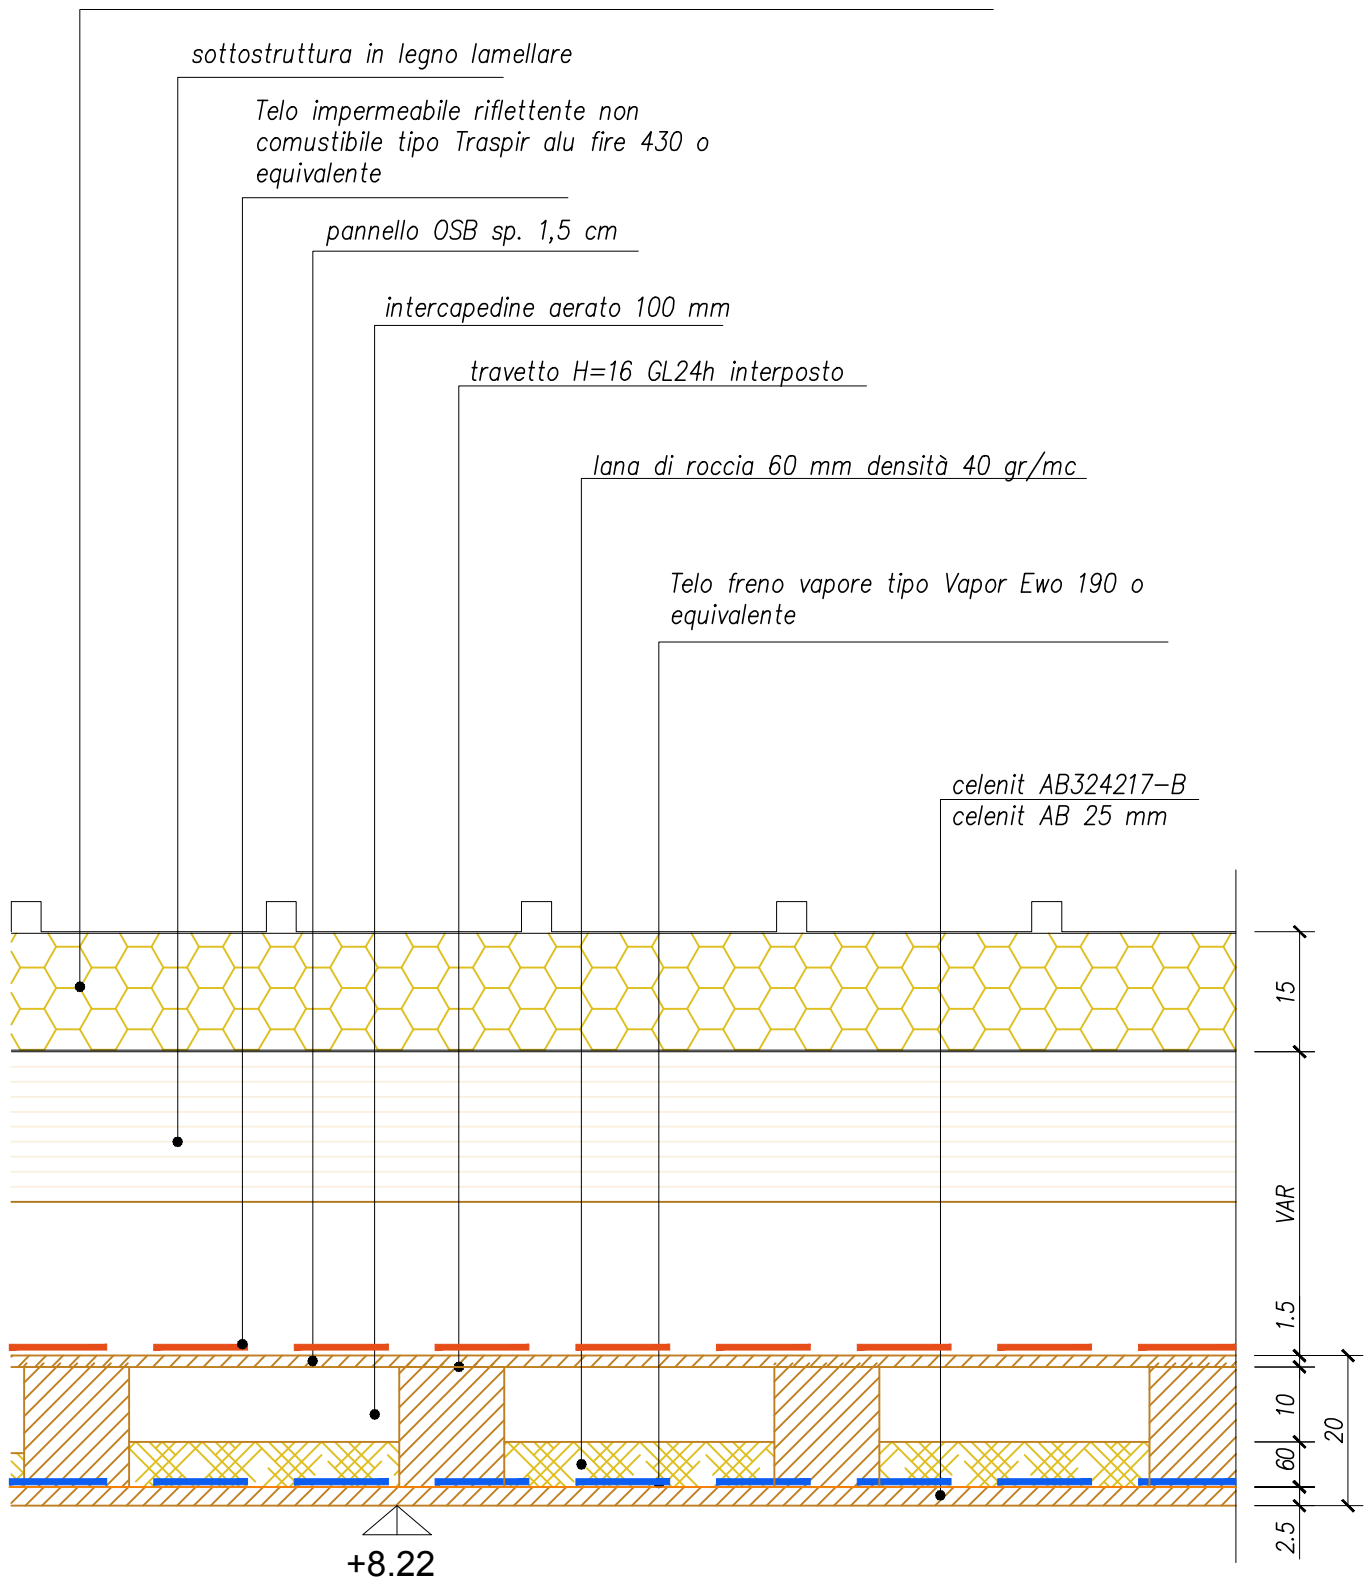 sottostruttura in legno lamellare
Telo impermeabile riflettente non
comustibile tipo Traspir alu fire 430 o
equivalente
pannello OSB sp. 1,5 cm
intercapedine aerato 100 mm
travetto H=16 GL24h interposto
lana di roccia 60 mm densità 40 gr/mc
Telo freno vapore tipo Vapor Ewo 190 o
equivalente
celenit AB324217-B
celenit AB 25 mm
15
VAR
1.5
10
20
60
2.5
+8.22